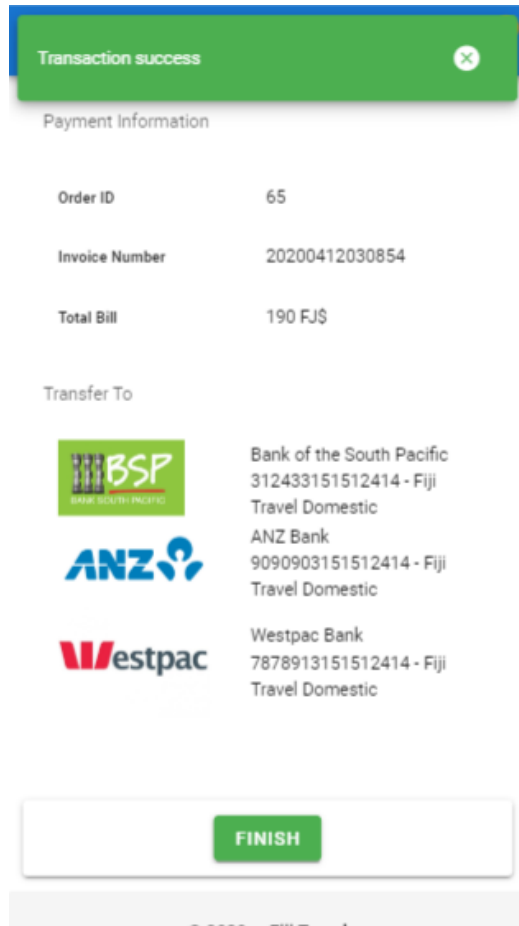 Transaction success
Payment Information
Order ID 65
Invoice Number 20200412030854
Total Bill 190 FJ$
Transfer To
BSP
BANK SOUTH PACIFIC
Bank of the South Pacific
312433151512414 - Fiji
Travel Domestic
ANZ
ANZ Bank
9090903151512414 - Fiji
Travel Domestic
Westpac
Westpac Bank
7878913151512414 - Fiji
Travel Domestic
FINISH